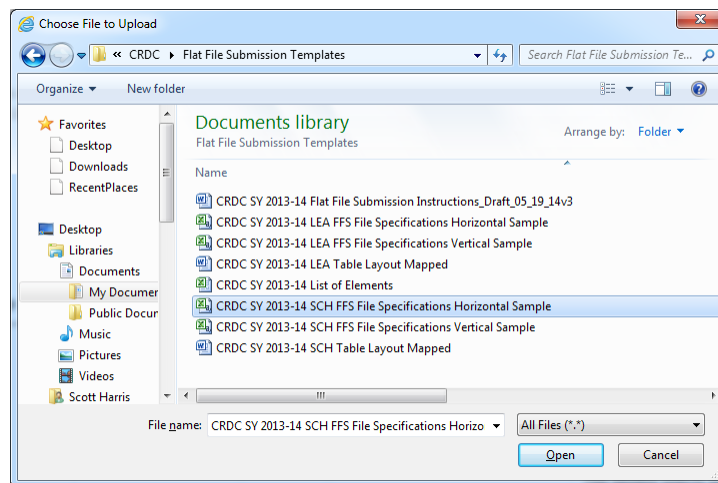 Choose File to Upload
« CRDC ▸ Flat File Submission Templates
Search Flat File Submission Te...
Organize
New folder
Favorites
Desktop
Downloads
RecentPlaces
Desktop
Libraries
Documents
My Documer
Public Docur
Music
Pictures
Videos
Scott Harris
Documents library
Flat File Submission Templates
Arrange by: Folder
Name
CRDC SY 2013-14 Flat File Submission Instructions_Draft_05_19_14v3
CRDC SY 2013-14 LEA FFS File Specifications Horizontal Sample
CRDC SY 2013-14 LEA FFS File Specifications Vertical Sample
CRDC SY 2013-14 LEA Table Layout Mapped
CRDC SY 2013-14 List of Elements
CRDC SY 2013-14 SCH FFS File Specifications Horizontal Sample
CRDC SY 2013-14 SCH FFS File Specifications Vertical Sample
CRDC SY 2013-14 SCH Table Layout Mapped
File name: CRDC SY 2013-14 SCH FFS File Specifications Horizo
All Files (*.*)
Open
Cancel